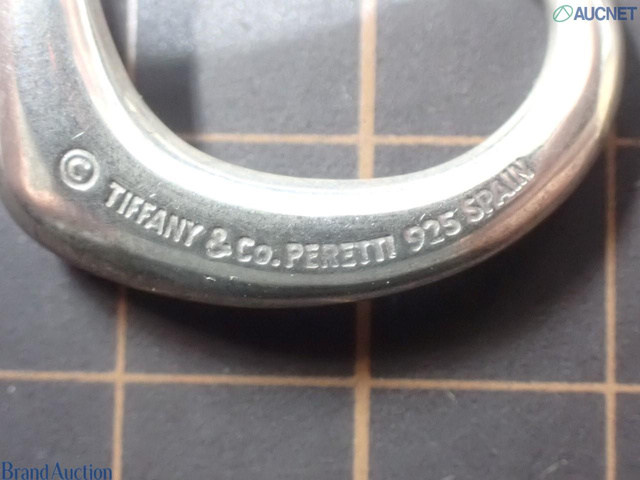 AUCNET
© TIFFANY & CO. PERETTI 925 SPAIN
Brand Auction